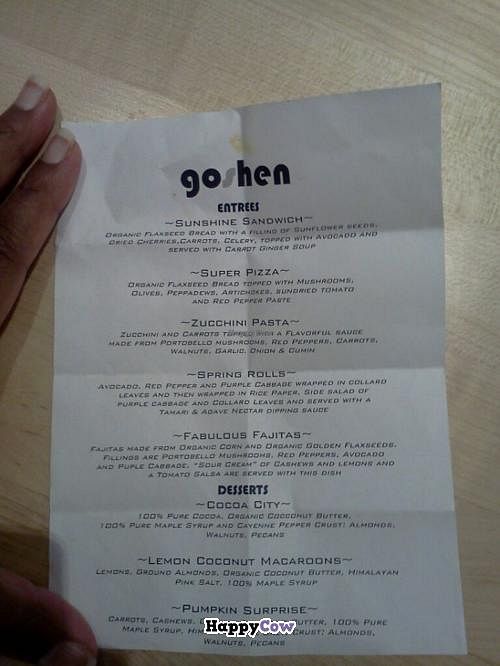 goshen
ENTREES
~Sunshine Sandwich~
Organic Flaxseed Bread with a filling of Sunflower seeds,
dried Cherries,Carrots, Celery, topped with Avocado and
served with Carrot Ginger Soup
~Super Pizza~
Organic Flaxseed Bread topped with Mushrooms,
Olives, Peppadews, Artichokes, sundried tomato
and Red Pepper Paste
~Zucchini Pasta~
Zucchini and Carrots topped with a Flavorful sauce
made from Portobello mushrooms, Red Peppers, Carrots,
Walnuts, Garlic, Onion & Cumin
~Spring Rolls~
Avocado, Red Pepper and Purple Cabbage wrapped in collard
leaves and then wrapped in Rice Paper. Side salad of
purple cabbage and Collard Leaves and served with a
Tamari & Agave Nectar dipping sauce
~Fabulous Fajitas~
Fajitas made from Organic Corn and Organic Golden Flaxseeds.
Fillings are Portobello Mushrooms, Red Peppers, Avocado
and Puple Cabbage. "Sour Cream" of Cashews and lemons and
a Tomato Salsa are served with this dish
DESSERTS
~Cocoa City~
100% Pure Cocoa, Organic Cocconut Butter,
100% Pure Maple Syrup and Cayenne Pepper Crust: Almonds,
Walnuts, Pecans
~Lemon Coconut Macaroons~
Lemons, Ground Almonds, Organic Coconut Butter, Himalayan
Pink Salt, 100% Maple Syrup
~Pumpkin Surprise~
Carrots, Cashews, Butter, 100% Pure
Maple Syrup, Crust: Almonds,
Walnuts, Pecans
HappyCow